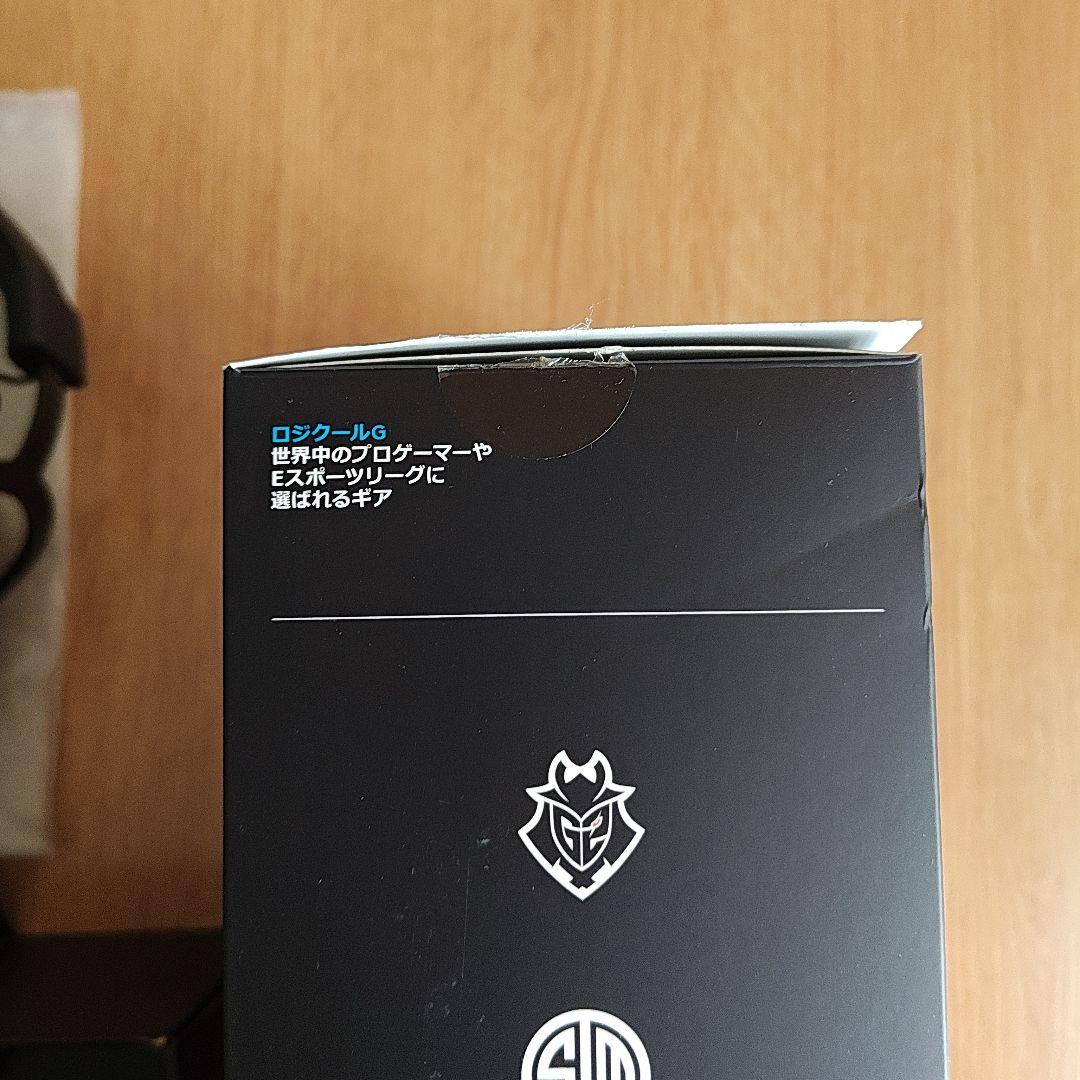 ロジクールG
世界中のプロゲーマーや
Eスポーツリーグに
選ばれるギア
G2